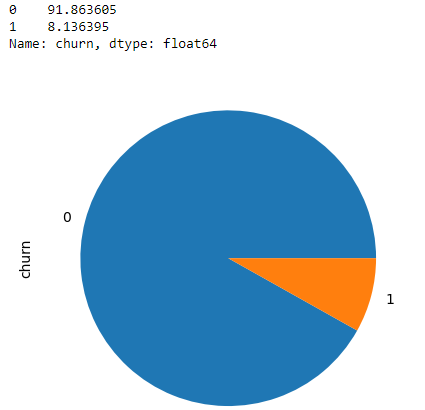 0    91.863605
1    8.136395
Name: churn, dtype: float64
0
churn
1